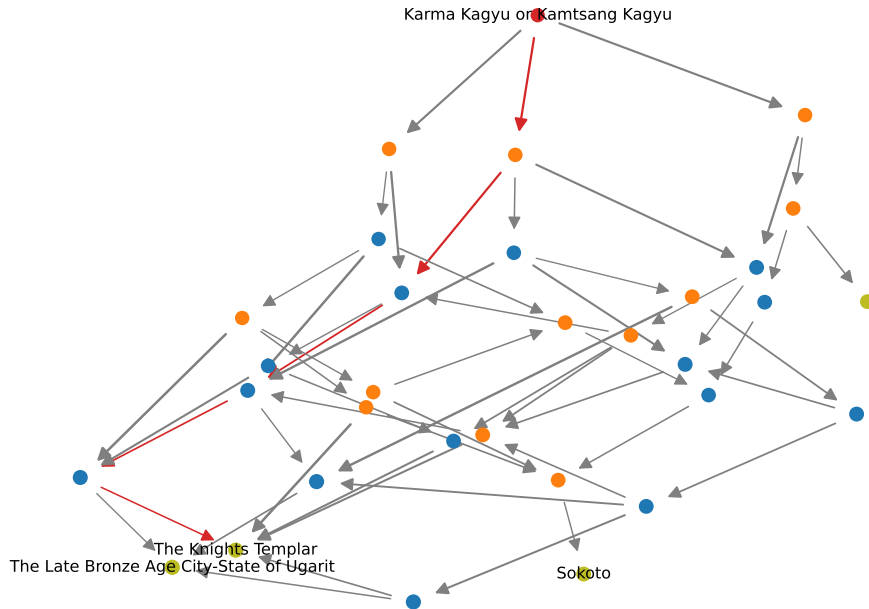 Karma Kagyu or Kamtsang Kagyu
The Knights Templar
The Late Bronze Age City-State of Ugarit
Sokoto